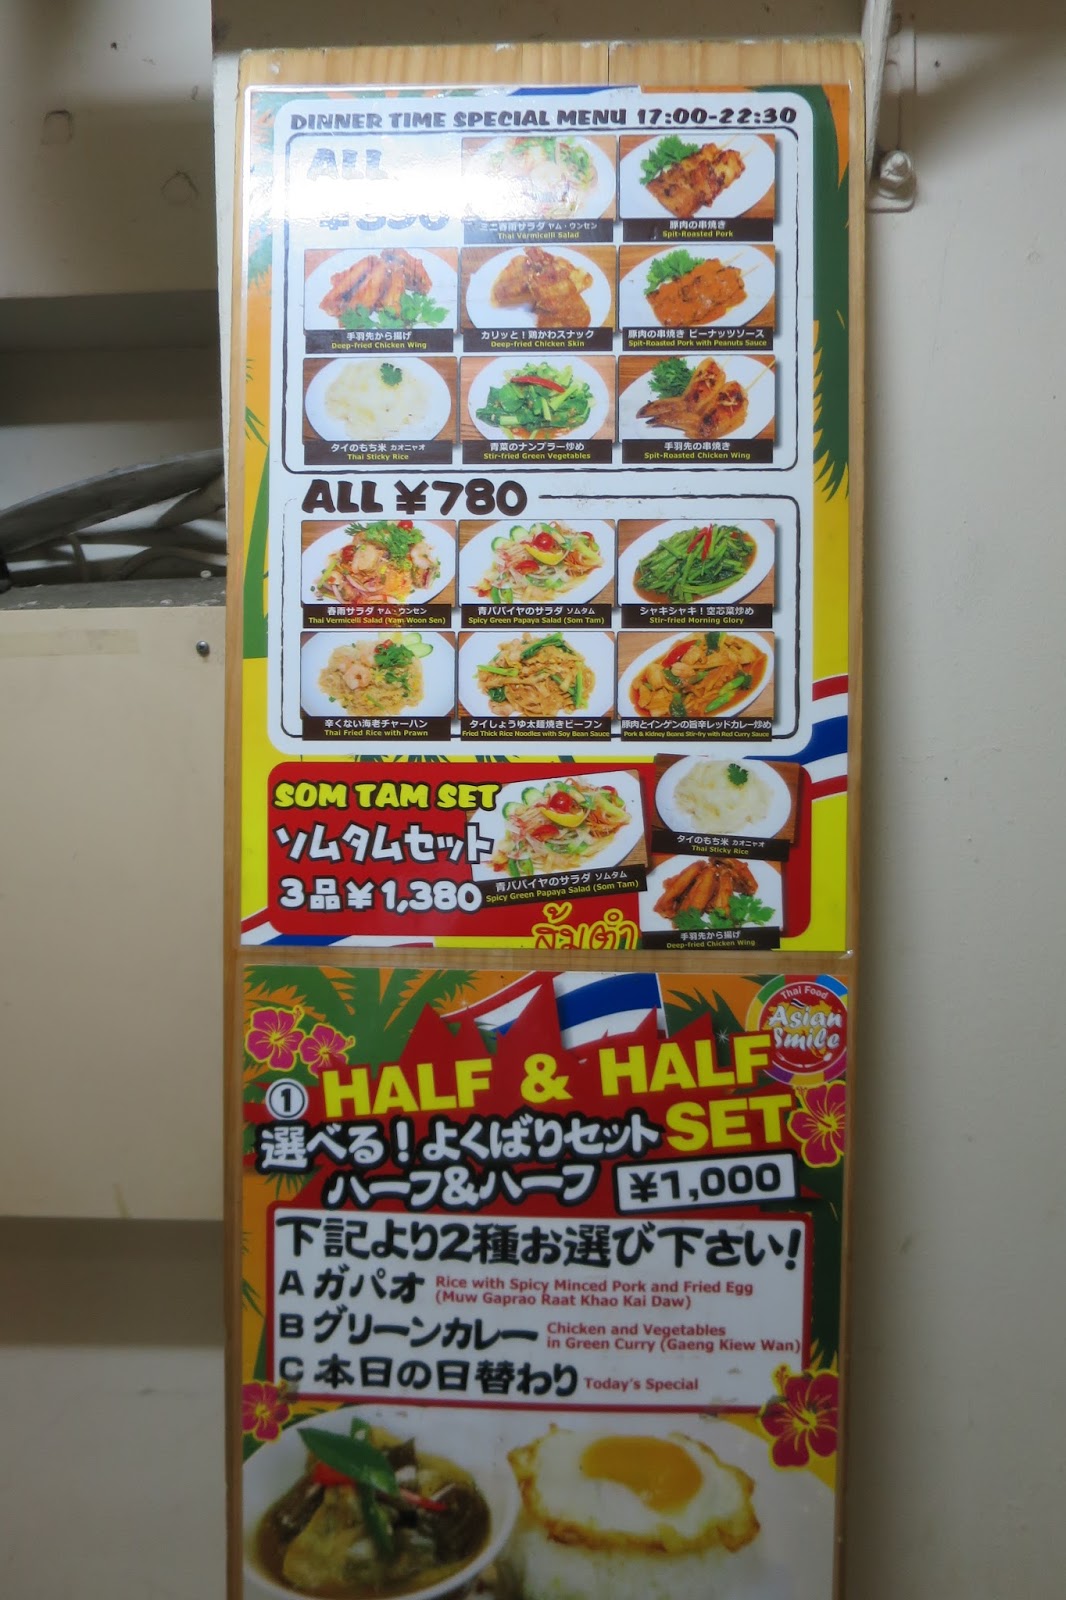 DINNER TIME SPECIAL MENU 17:00-22:30
ALL
ミニ春雨サラダ ヤム・ウンセン
Thai Vermicelli Salad
豚肉の串焼き
Spit-Roasted Pork
手羽先から揚げ
Deep-fried Chicken Wing
カリッと！鶏かわスナック
Deep-fried Chicken Skin
豚肉の串焼き ピーナッツソース
Spit-Roasted Pork with Peanuts Sauce
タイのもち米 カオニャオ
Thai Sticky Rice
青菜のナンプラー炒め
Stir-fried Green Vegetables
手羽先の串焼き
Spit-Roasted Chicken Wing
ALL ¥780
春雨サラダ ヤム・ウンセン
Thai Vermicelli Salad (Yam Woon Sen)
青パパイヤのサラダ ソムタム
Spicy Green Papaya Salad (Som Tam)
シャキシャキ！空芯菜炒め
Stir-fried Morning Glory
辛くない海老チャーハン
Thai Fried Rice with Prawn
タイしょうゆ太麺焼きビーフン
Fried Thick Rice Noodles with Soy Bean Sauce
豚肉とインゲンの旨辛レッドカレー炒め
Pork & Kidney Beans Stir-fry with Red Curry Sauce
SOM TAM SET
ソムタムセット
3品¥1,380
青パパイヤのサラダ ソムタム
Spicy Green Papaya Salad (Som Tam)
タイのもち米 カオニャオ
Thai Sticky Rice
手羽先から揚げ
Deep-fried Chicken Wing
ส้มตำ
Thai Food
Asian
Smile
① HALF & HALF
SET
選べる！よくばりセット
ハーフ&ハーフ
¥1,000
下記より2種お選び下さい！
A ガパオ Rice with Spicy Minced Pork and Fried Egg
(Muw Gaprao Raat Khao Kai Daw)
B グリーンカレー Chicken and Vegetables
in Green Curry (Gaeng Kiew Wan)
C 本日の日替わり Today's Special